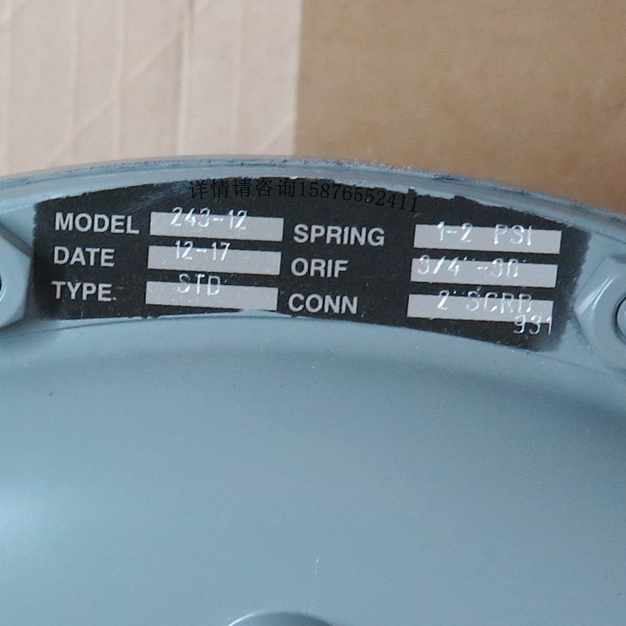 详情请咨询15876552411
MODEL 243-12
DATE 12-17
TYPE STD
SPRING 1-2 PSI
ORIF 3/4"-30°
CONN 2" SCRD
931